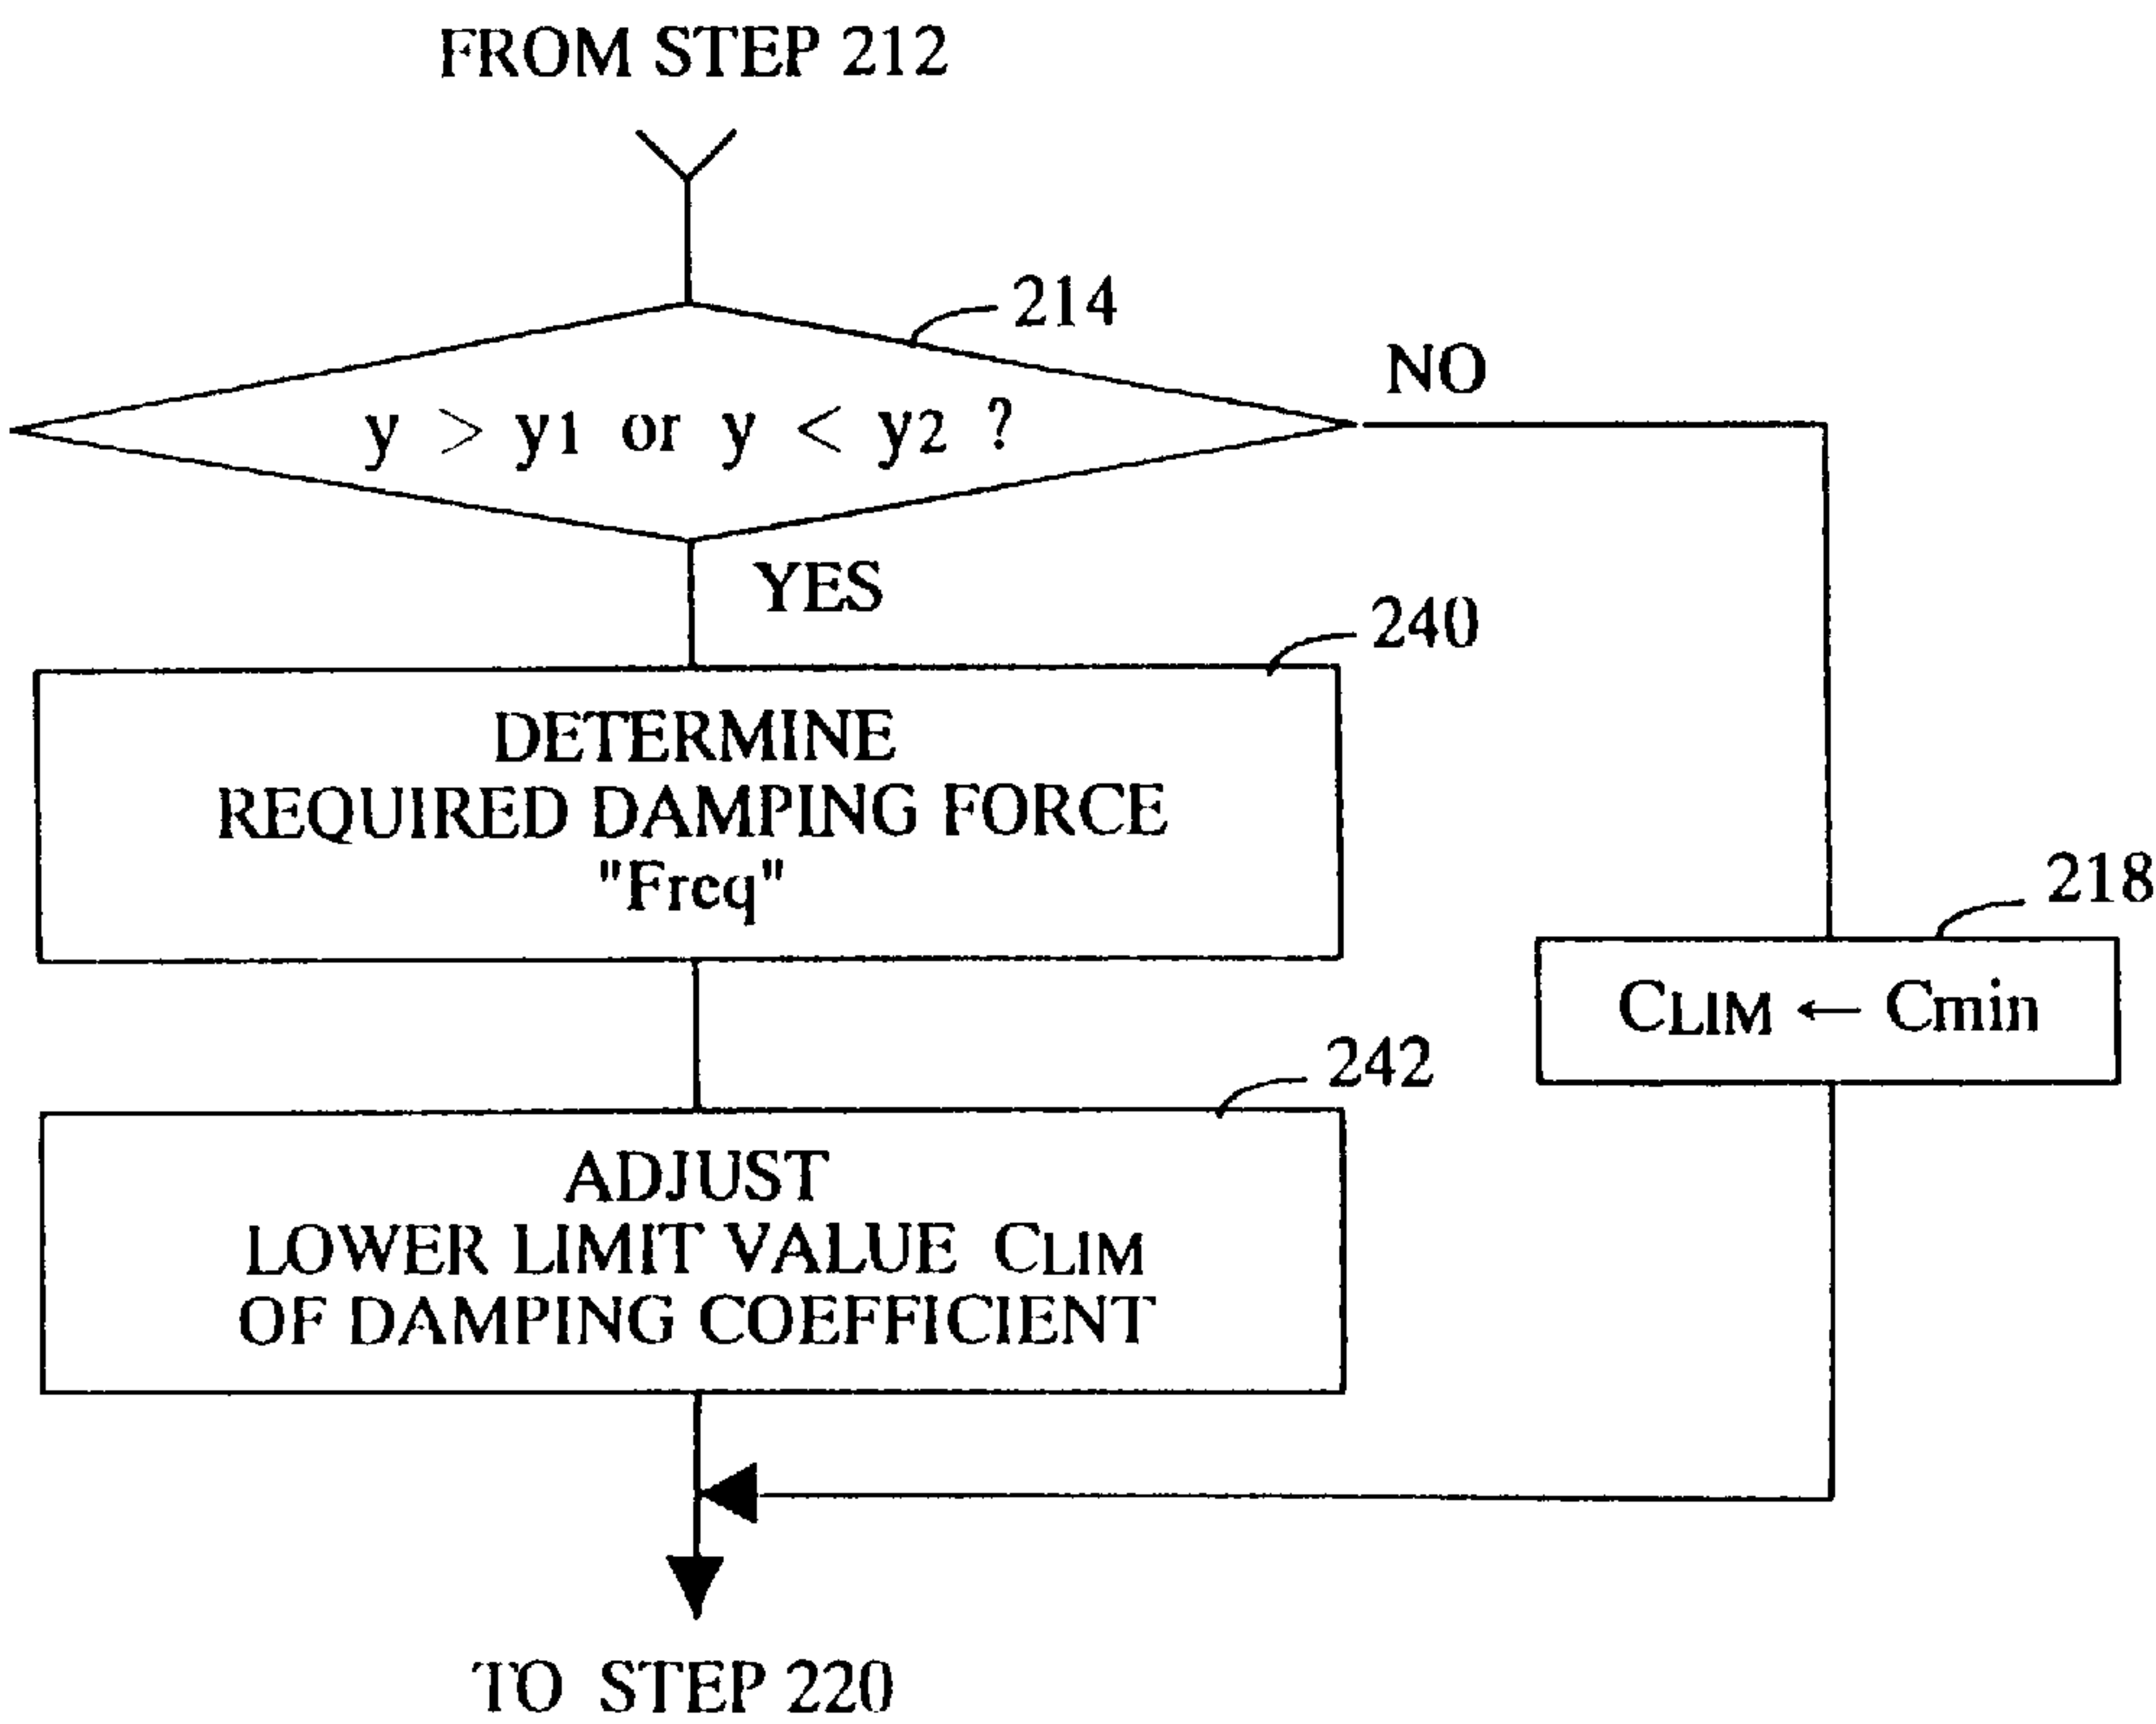 FROM STEP 212
214
y > y1 or y < y2 ?
NO
YES
240
DETERMINE
REQUIRED DAMPING FORCE
"Freq"
218
CLIM ← Cmin
242
ADJUST
LOWER LIMIT VALUE CLIM
OF DAMPING COEFFICIENT
TO STEP 220